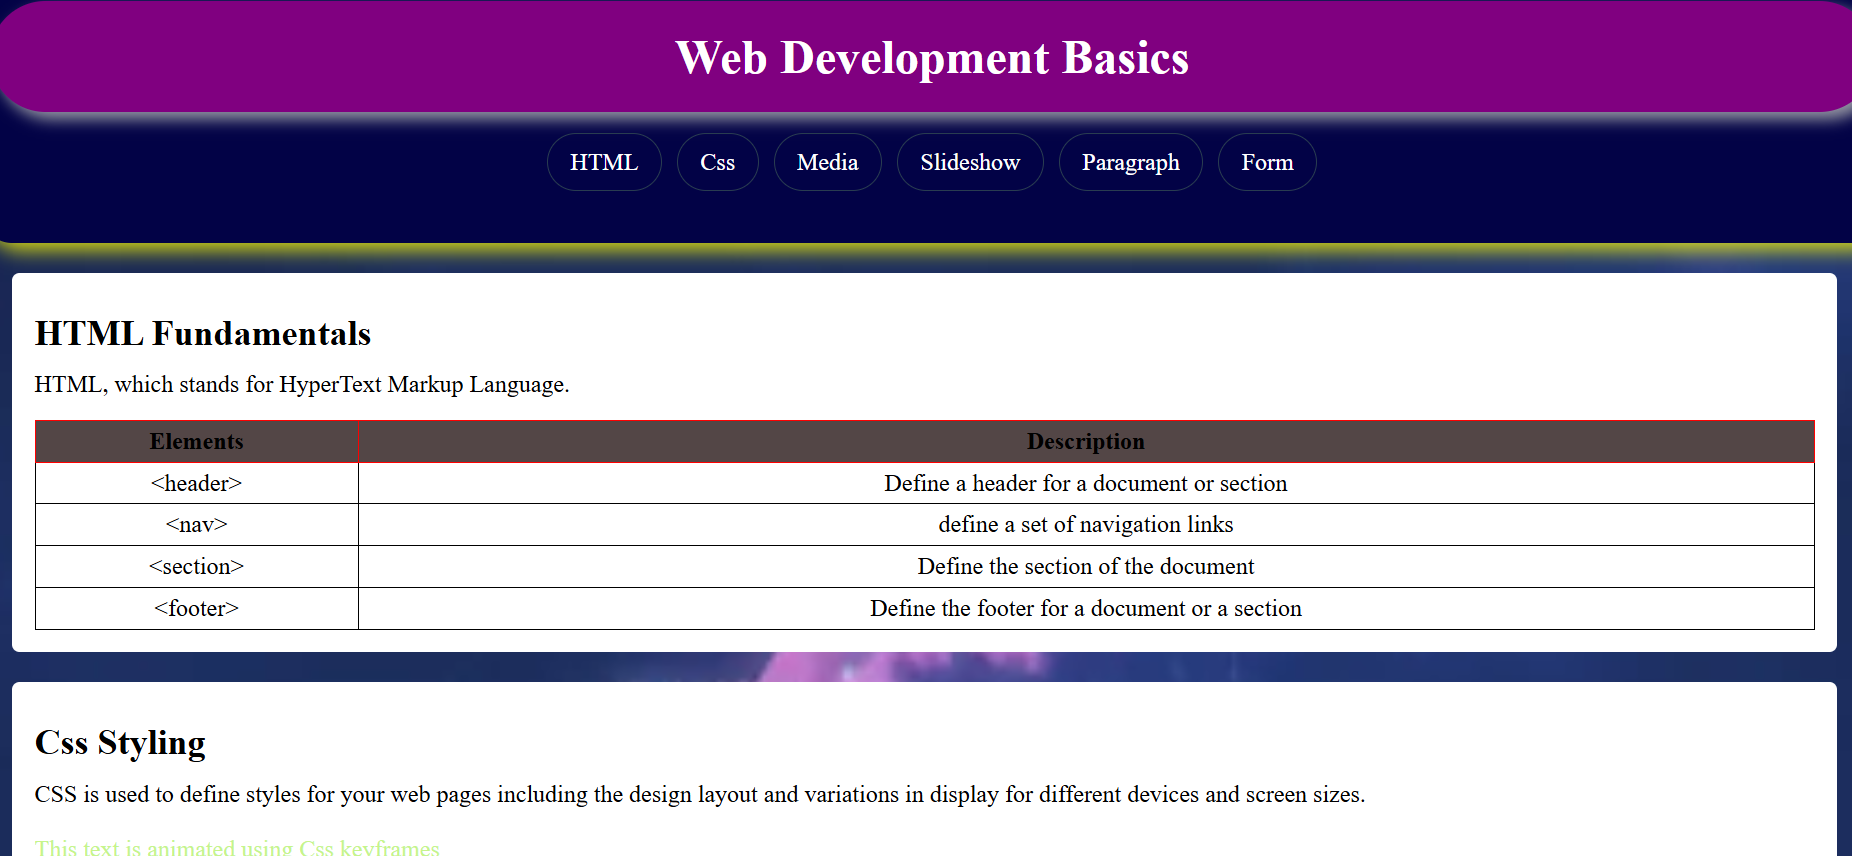 Web Development Basics
HTML Css Media Slideshow Paragraph Form
HTML Fundamentals
HTML, which stands for HyperText Markup Language.
Elements Description
<header> Define a header for a document or section
<nav> define a set of navigation links
<section> Define the section of the document
<footer> Define the footer for a document or a section
Css Styling
CSS is used to define styles for your web pages including the design layout and variations in display for different devices and screen sizes.
This text is animated using Css keyframes